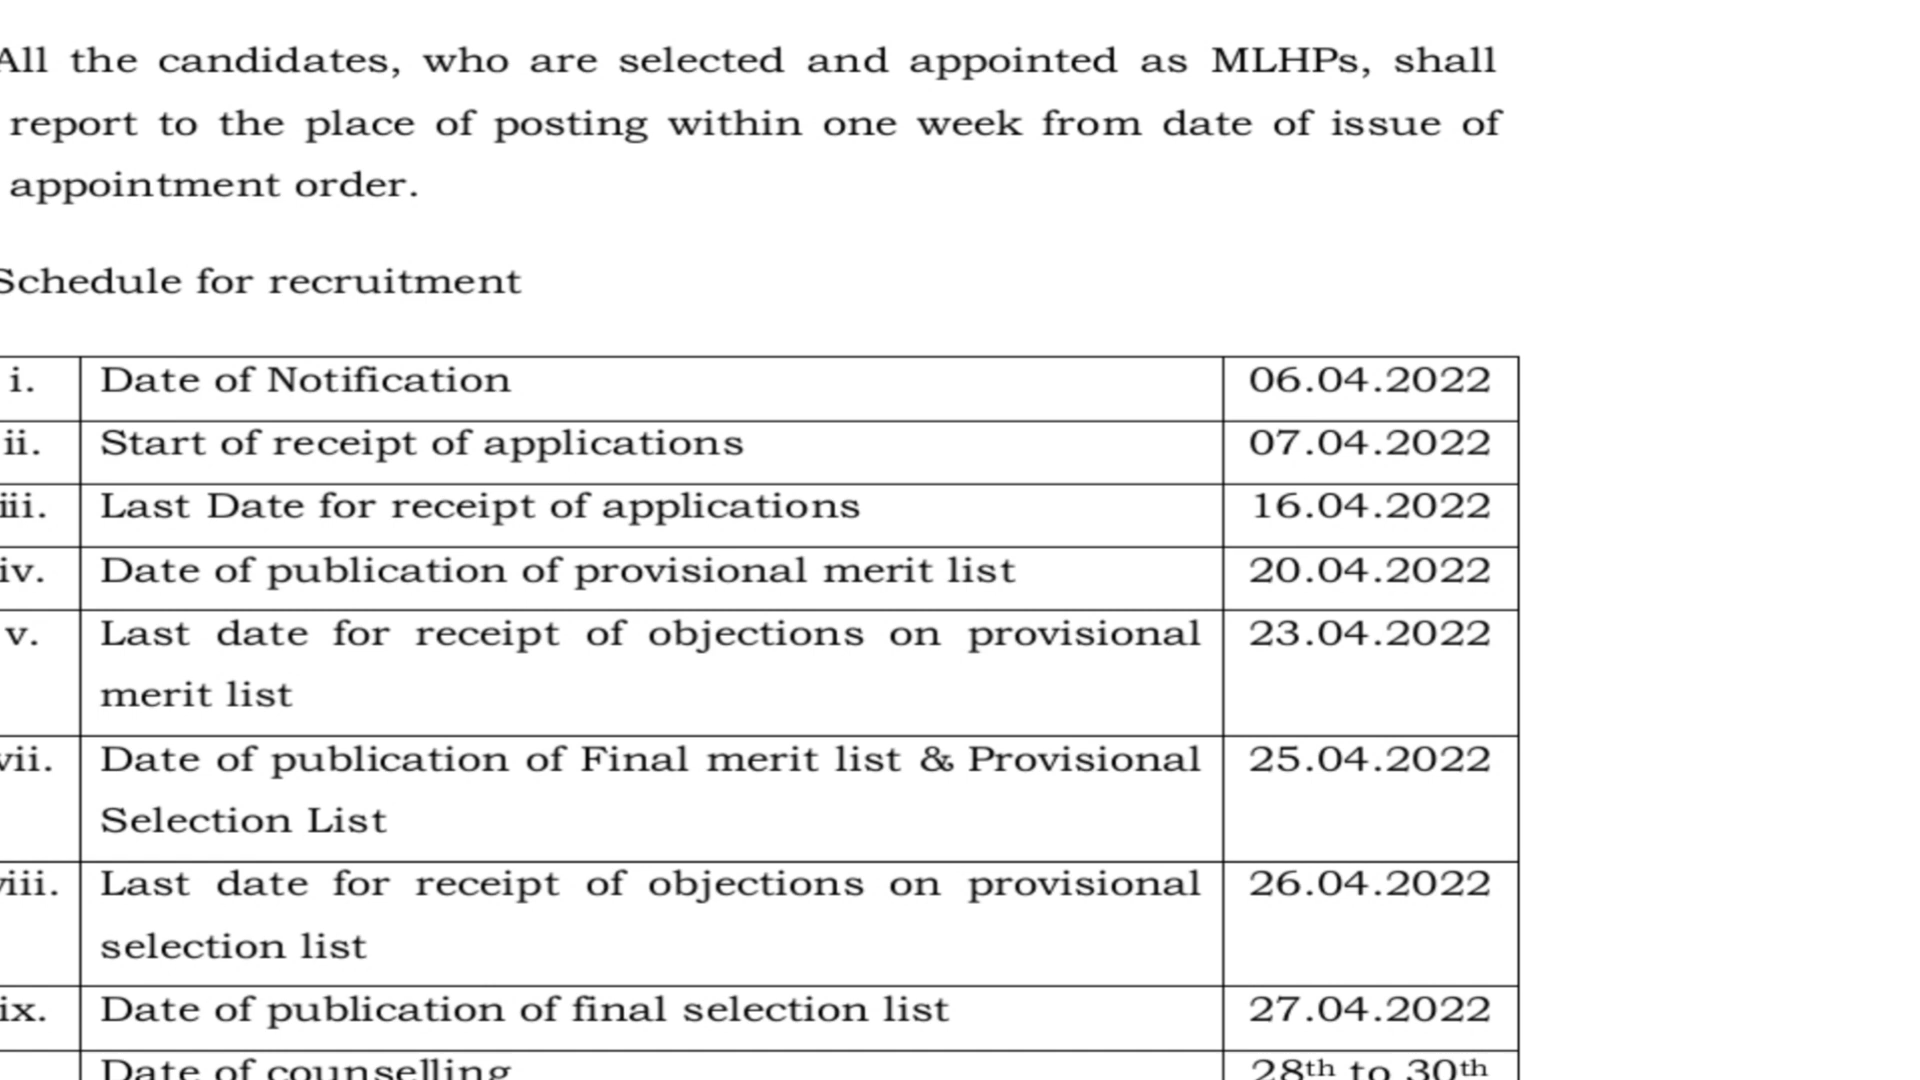 All the candidates, who are selected and appointed as MLHPs, shall
report to the place of posting within one week from date of issue of
appointment order.
Schedule for recruitment
i. Date of Notification 06.04.2022
ii. Start of receipt of applications 07.04.2022
iii. Last Date for receipt of applications 16.04.2022
iv. Date of publication of provisional merit list 20.04.2022
v. Last date for receipt of objections on provisional 23.04.2022
merit list
vii. Date of publication of Final merit list & Provisional 25.04.2022
Selection List
viii. Last date for receipt of objections on provisional 26.04.2022
selection list
ix. Date of publication of final selection list 27.04.2022
Date of counselling 28th to 30th